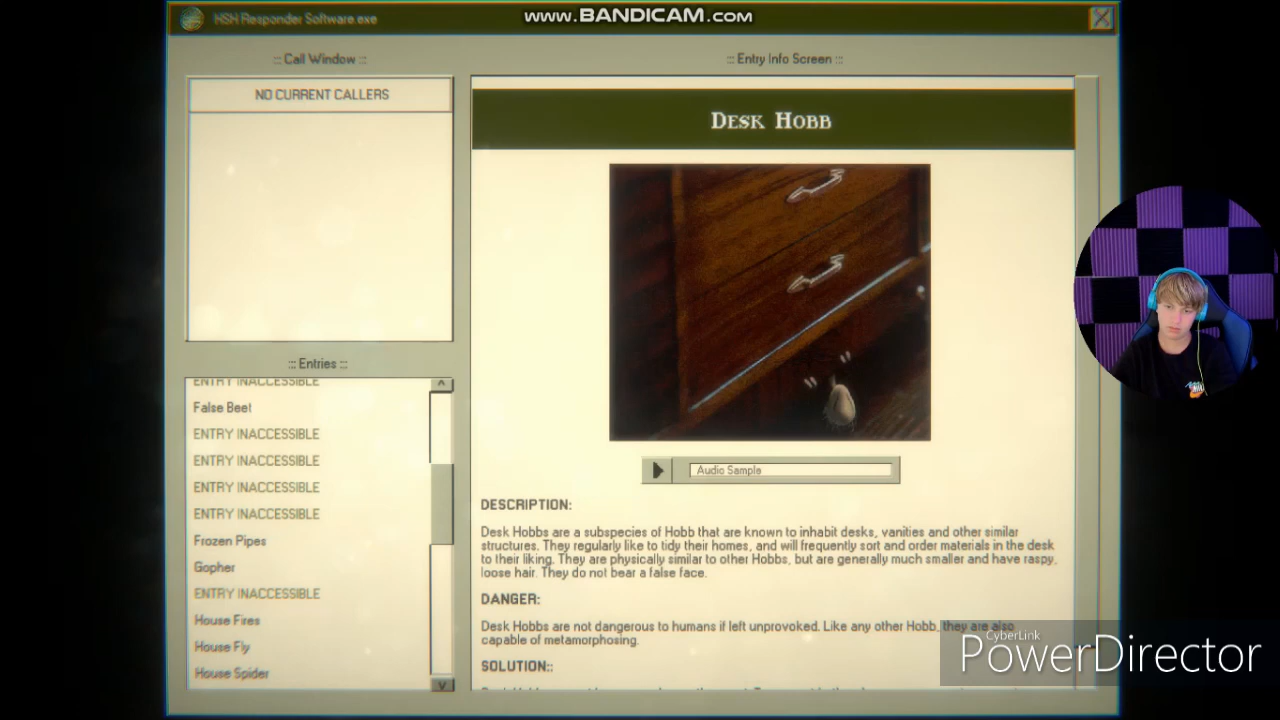 HSH Responder Software.exe
www.BANDICAM.com
::: Call Window :::
::: Entry Info Screen :::
NO CURRENT CALLERS
Desk Hobb
Audio Sample
::: Entries :::
ENTRY INACCESSIBLE
False Beet
ENTRY INACCESSIBLE
ENTRY INACCESSIBLE
ENTRY INACCESSIBLE
ENTRY INACCESSIBLE
Frozen Pipes
Gopher
ENTRY INACCESSIBLE
House Fires
House Fly
House Spider
DESCRIPTION:
Desk Hobbs are a subspecies of Hobb that are known to inhabit desks, vanities and other similar
structures. They regularly like to tidy their homes, and will frequently sort and order materials in the desk
to their liking. They are physically similar to other Hobbs, but are generally much smaller and have raspy,
loose hair. They do not bear a false face.
DANGER:
Desk Hobbs are not dangerous to humans if left unprovoked. Like any other Hobb, they are also
capable of metamorphosing.
SOLUTION::
CyberLink
PowerDirector